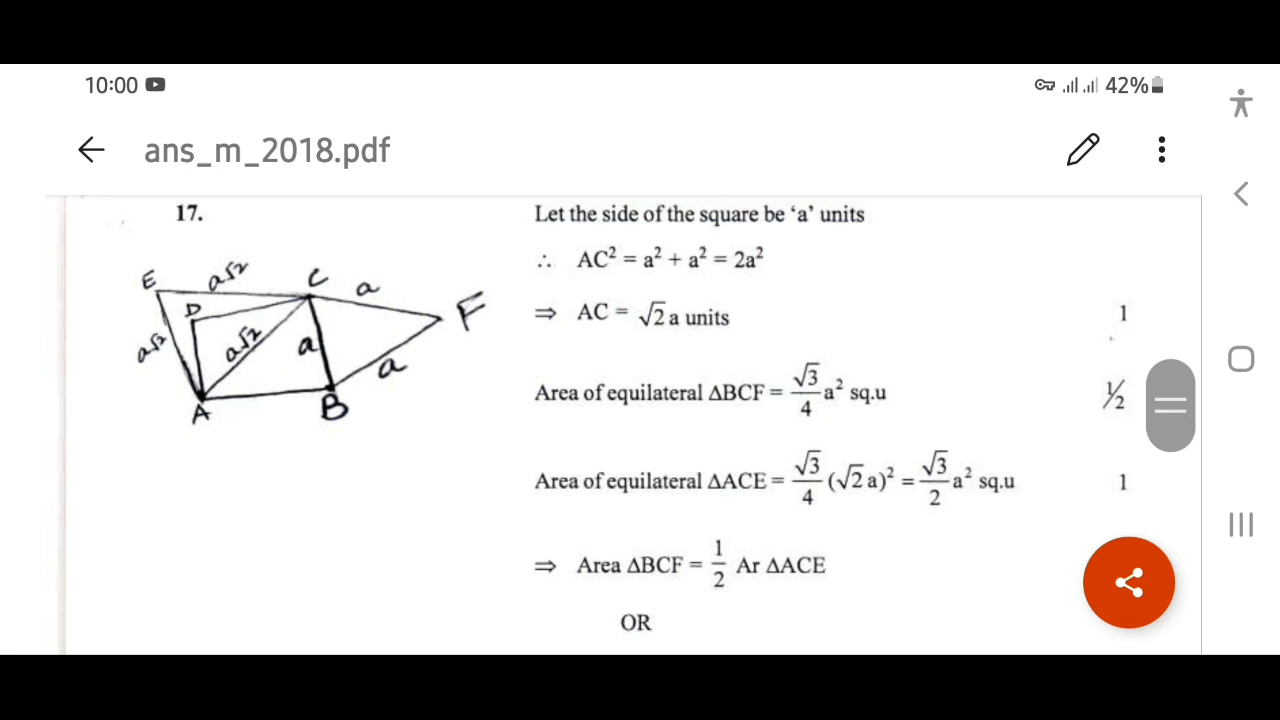 10:00
42%
ans_m_2018.pdf
17.
Let the side of the square be ‘a’ units
∴ AC² = a² + a² = 2a²
⇒ AC = √2 a units 1
Area of equilateral ΔBCF = √3/4 a² sq.u ½
Area of equilateral ΔACE = √3/4 (√2 a)² = √3/2 a² sq.u 1
⇒ Area ΔBCF = 1/2 Ar ΔACE
OR
E a√2 C a F
D
a√2 a√2 a a
A B